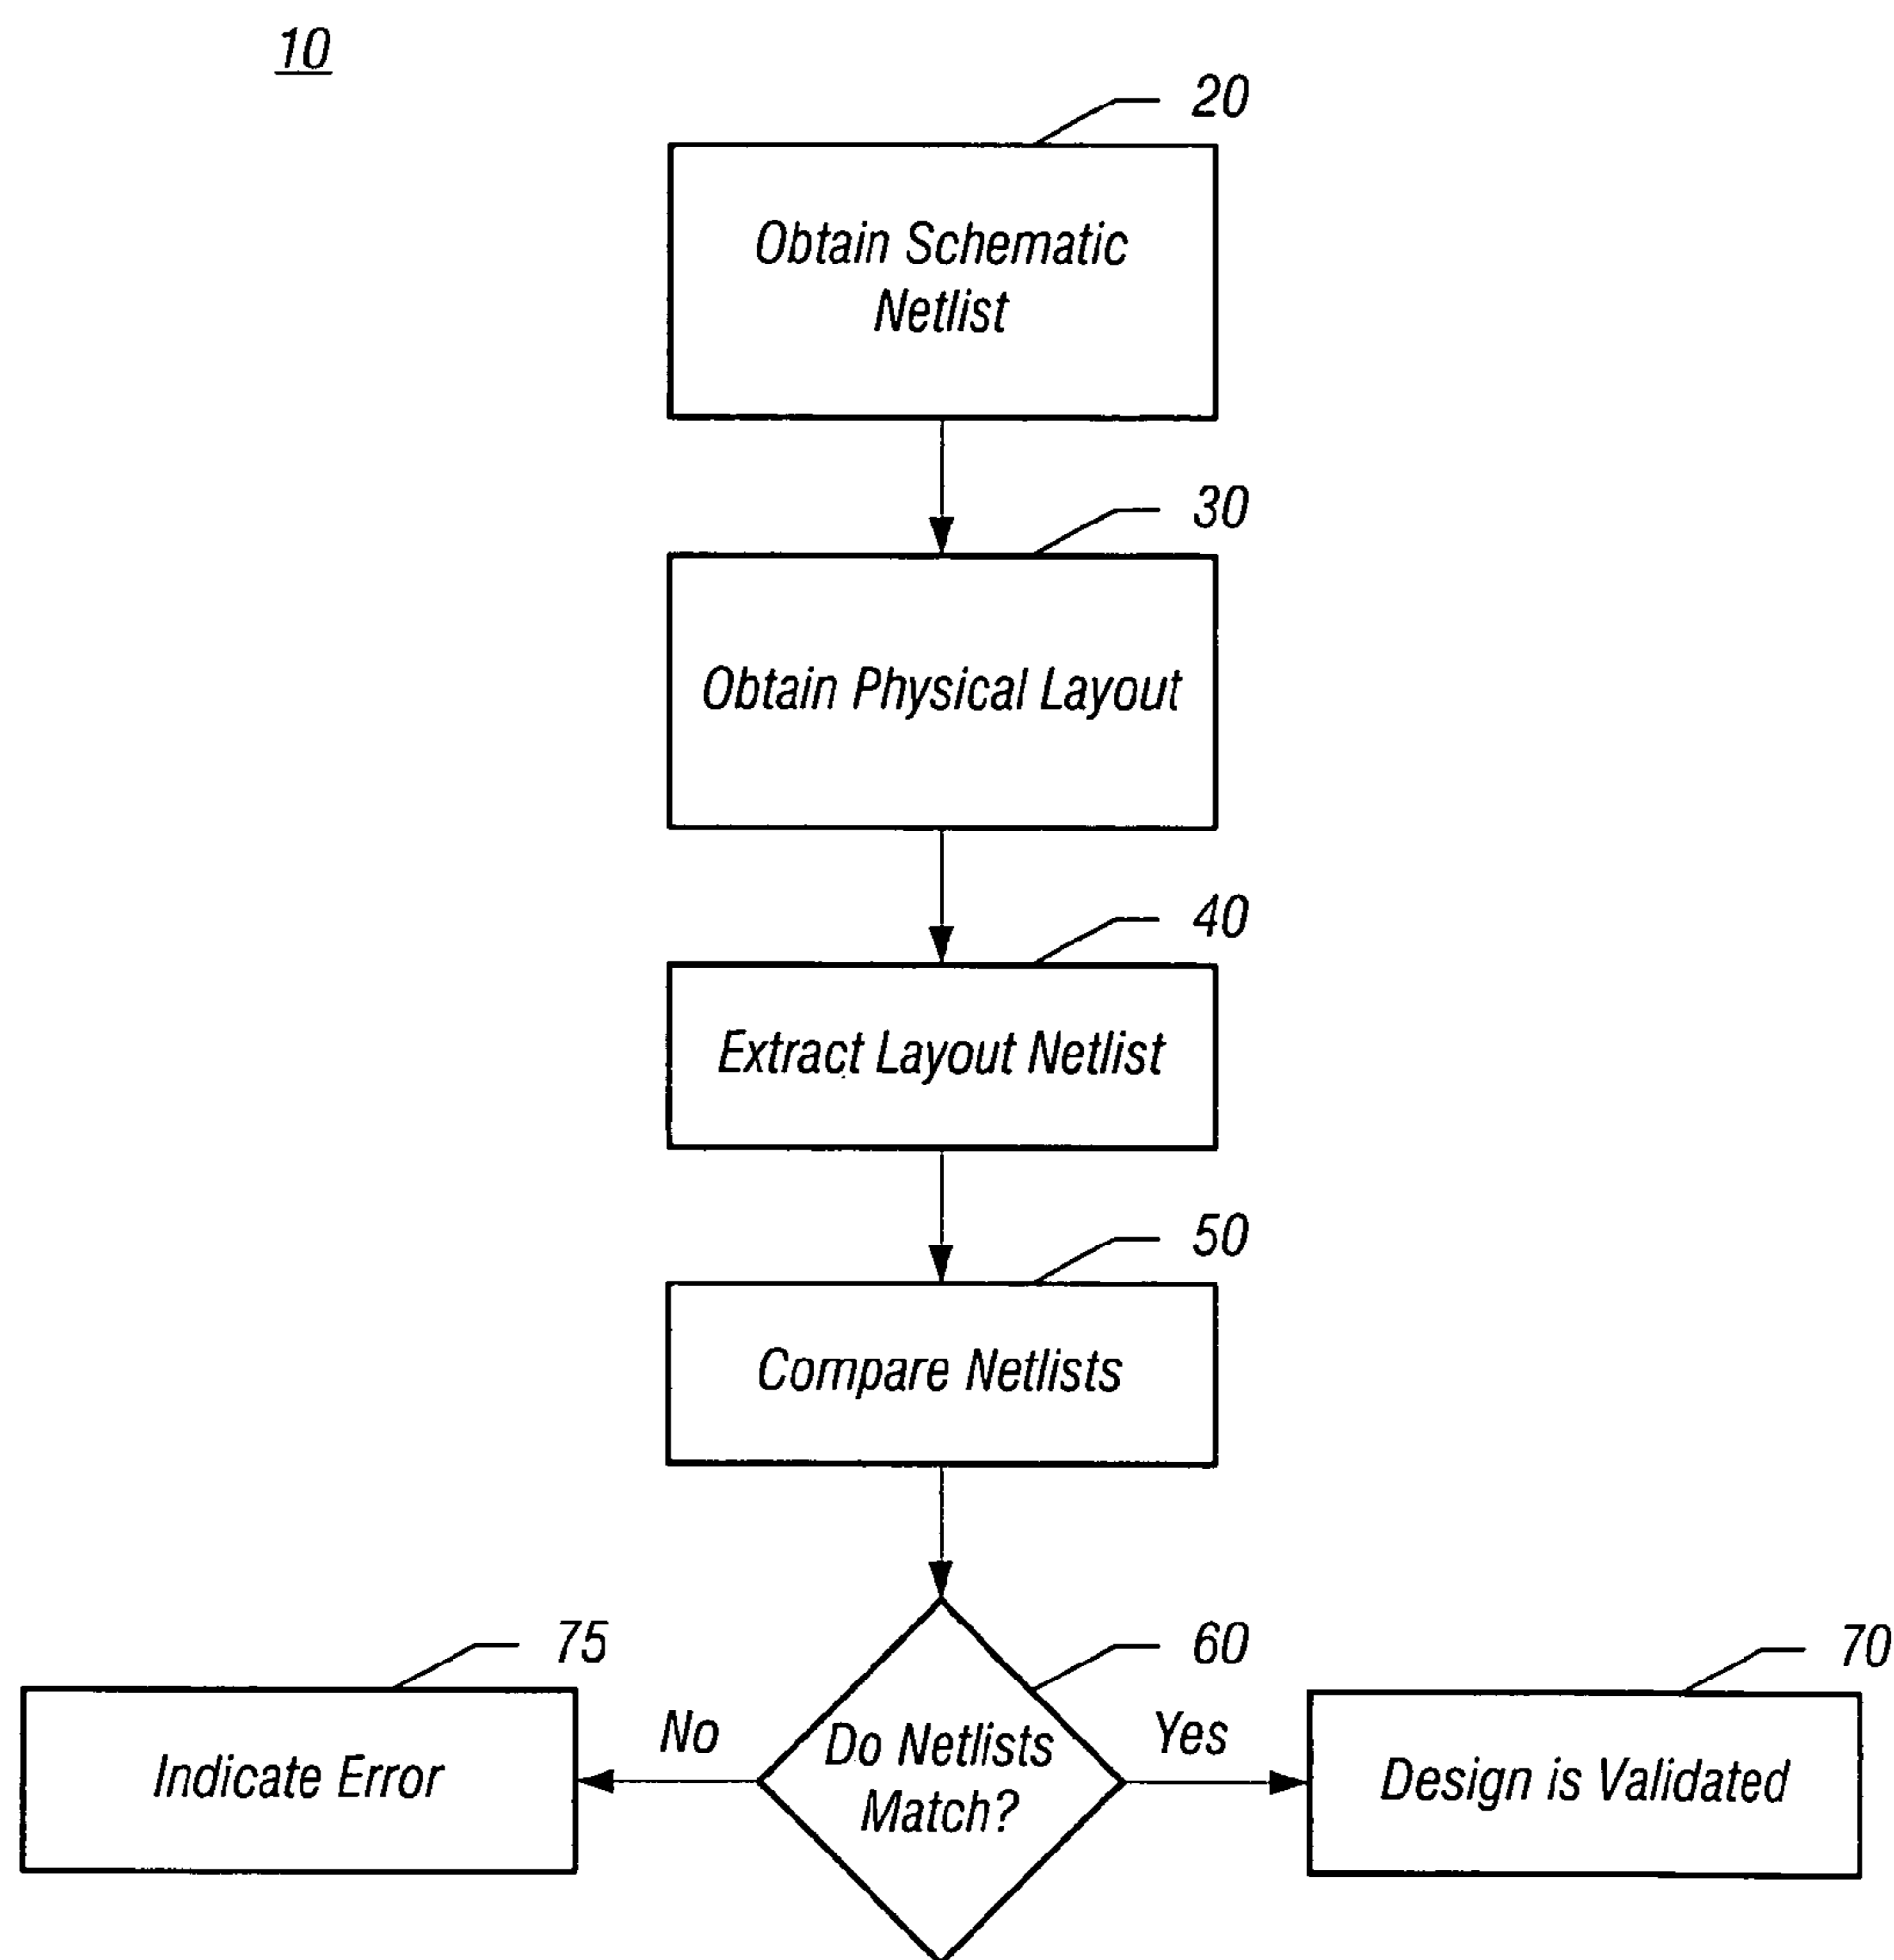 10
20
Obtain Schematic
Netlist
30
Obtain Physical Layout
40
Extract Layout Netlist
50
Compare Netlists
75
60
70
No
Yes
Do Netlists
Match?
Indicate Error
Design is Validated